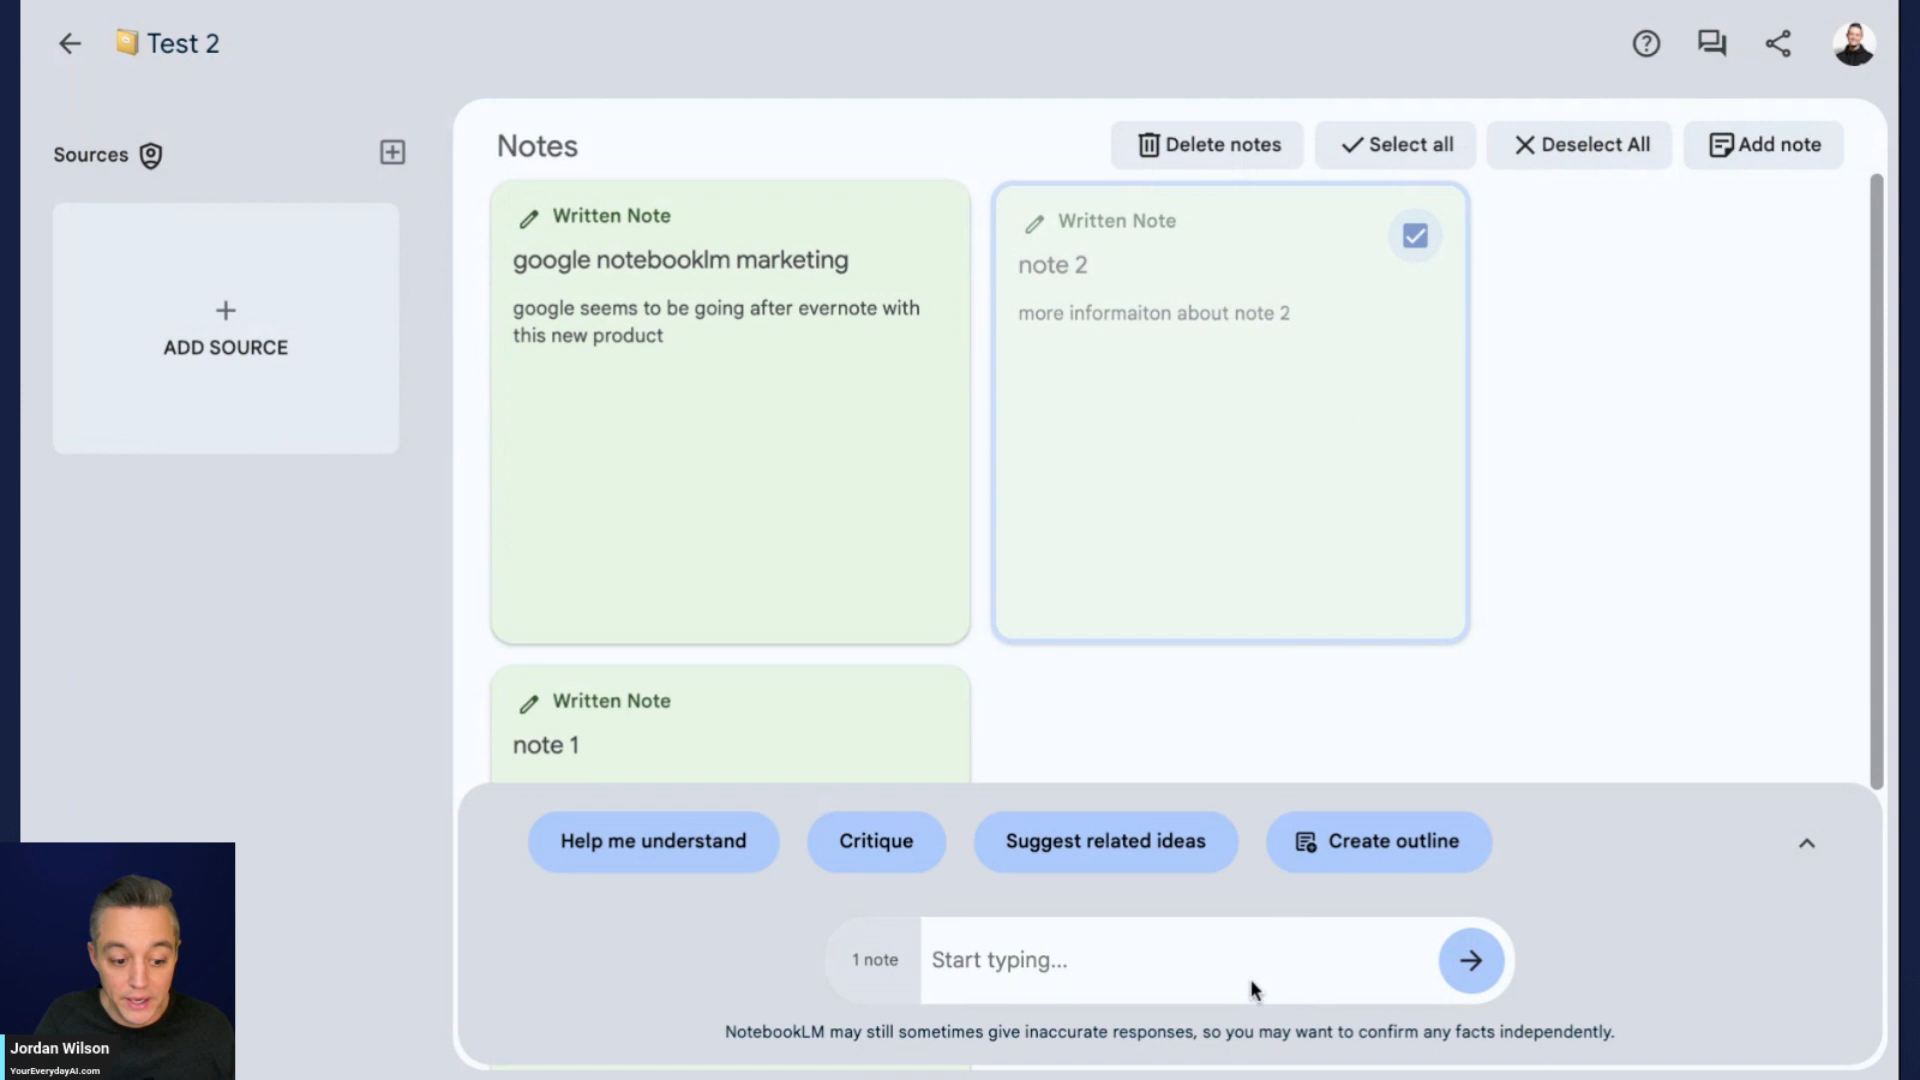 Test 2
Sources
ADD SOURCE
Notes
Delete notes
Select all
Deselect All
Add note
Written Note
google notebooklm marketing
google seems to be going after evernote with
this new product
Written Note
note 2
more informaiton about note 2
Written Note
note 1
Help me understand
Critique
Suggest related ideas
Create outline
1 note
Start typing...
NotebookLM may still sometimes give inaccurate responses, so you may want to confirm any facts independently.
Jordan Wilson
YourEverydayAI.com